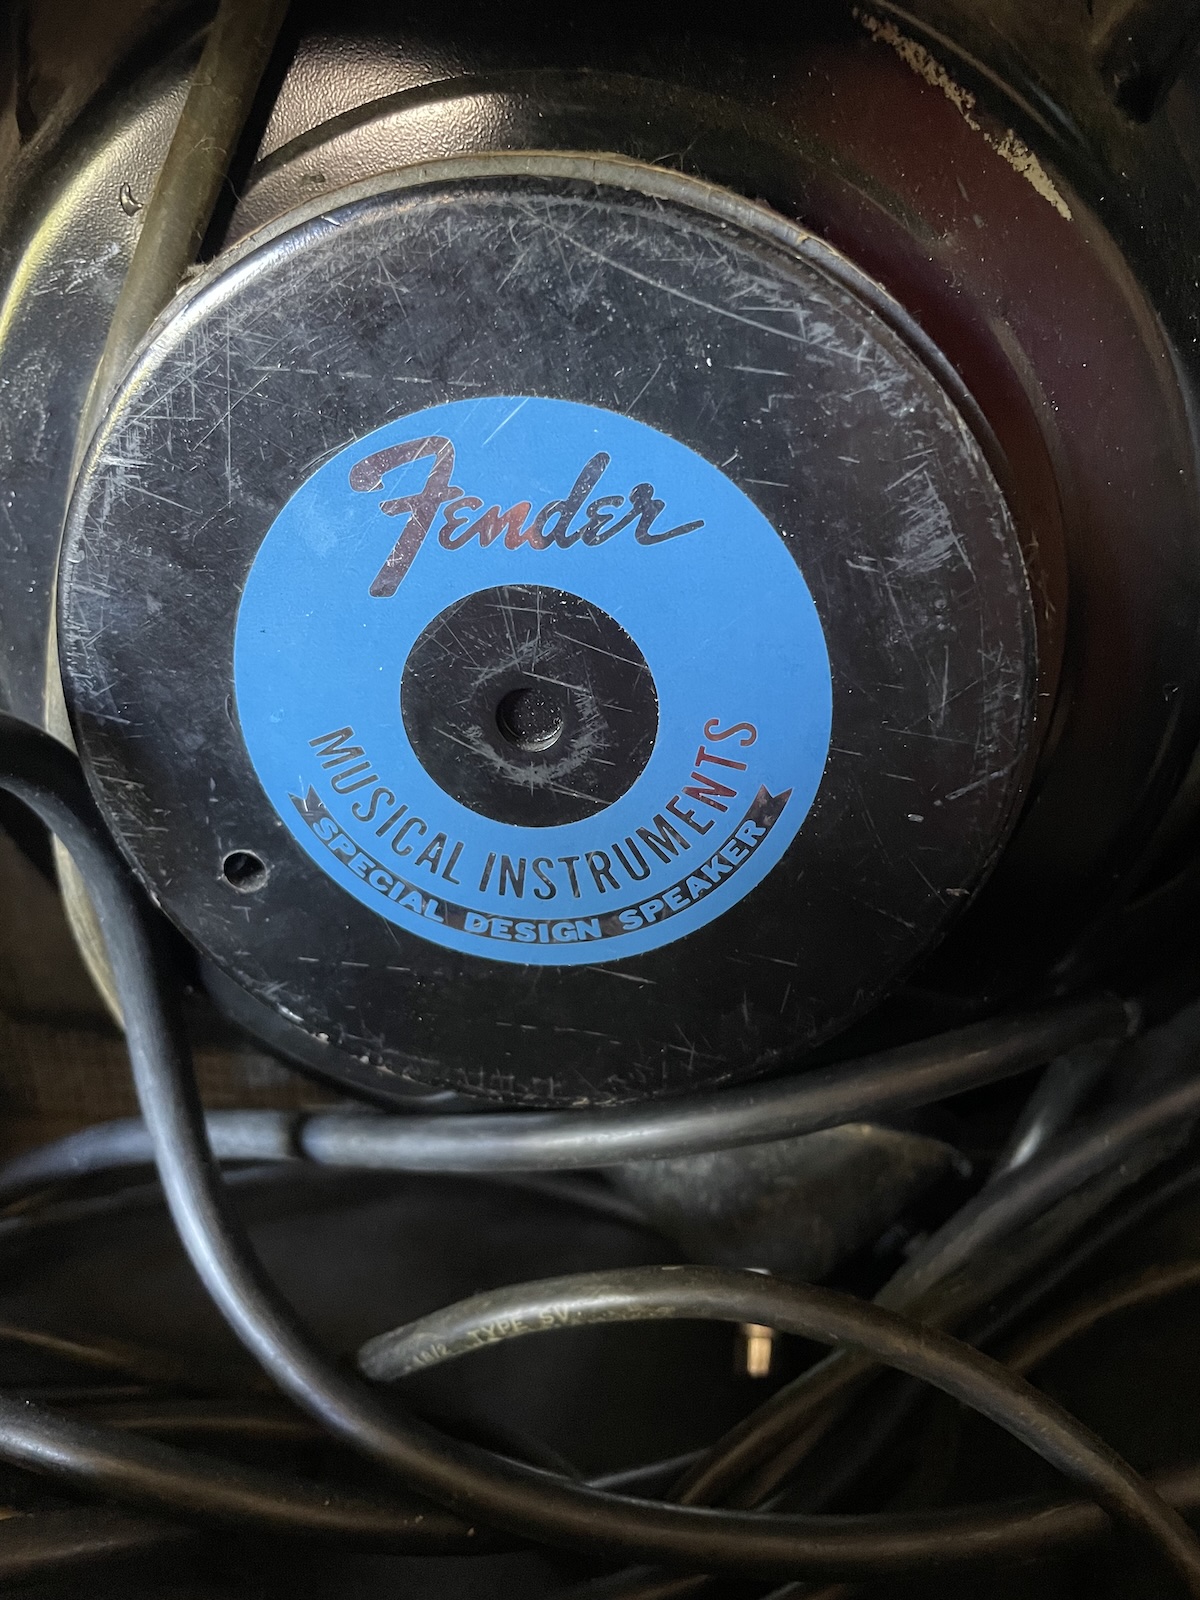 Fender
MUSICAL INSTRUMENTS
SPECIAL DESIGN SPEAKER
TYPE SV